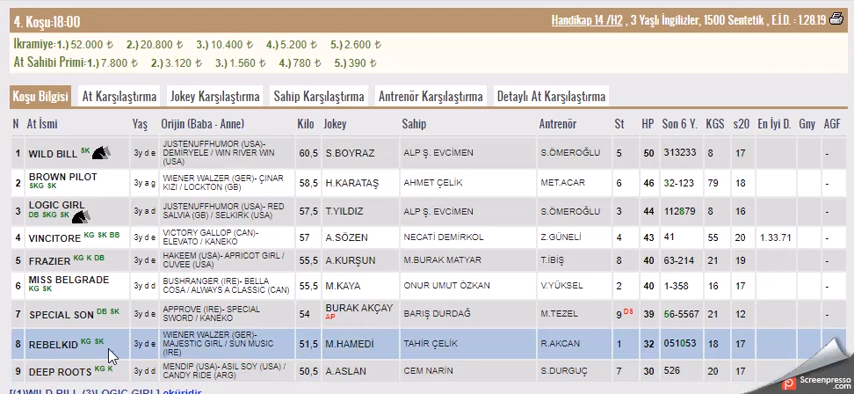 4. Koşu:18:00 Handikap 14 /H2 , 3 Yaşlı İngilizler, 1500 Sentetik , E.İ.D. : 1.28.19
İkramiye: 1.) 52.000 ₺ 2.) 20.800 ₺ 3.) 10.400 ₺ 4.) 5.200 ₺ 5.) 2.600 ₺
At Sahibi Primi: 1.) 7.800 ₺ 2.) 3.120 ₺ 3.) 1.560 ₺ 4.) 780 ₺ 5.) 390 ₺
Koşu Bilgisi At Karşılaştırma Jokey Karşılaştırma Sahip Karşılaştırma Antrenör Karşılaştırma Detaylı At Karşılaştırma
N At İsmi Yaş Orijin (Baba - Anne) Kilo Jokey Sahip Antrenör St HP Son 6 Y. KGS s20 En İyi D. Gny AGF
1 WILD BILL SK 3y d e JUSTENUFFHUMOR (USA)- DEMİRYELE / WIN RIVER WIN (USA) 60,5 S.BOYRAZ ALP Ş. EVCİMEN S.ÖMEROĞLU 5 50 313233 8 17 -
2 BROWN PILOT SKG SK 3y a g WIENER WALZER (GER)- ÇINAR KIZI / LOCKTON (GB) 58,5 H.KARATAŞ AHMET ÇELİK MET.ACAR 6 46 32-123 79 18 -
3 LOGIC GIRL DB SKG SK 3y a d JUSTENUFFHUMOR (USA)- RED SALVIA (GB) / SELKIRK (USA) 57,5 T.YILDIZ ALP Ş. EVCİMEN S.ÖMEROĞLU 3 44 112879 8 16 -
4 VINCITORE KG SK BB 3y d e VICTORY GALLOP (CAN)- ELEVATO / KANEKO 57 A.SÖZEN NECATİ DEMİRKOL Z.GÜNELİ 4 43 41 55 20 1.33.71 -
5 FRAZIER KG K DB 3y d e HAKEEM (USA)- APRICOT GIRL / CUVEE (USA) 55,5 A.KURŞUN M.BURAK MATYAR T.İBİŞ 8 40 63-214 21 19 -
6 MISS BELGRADE KG SK 3y d d BUSHRANGER (IRE)- BELLA COSA / ALWAYS A CLASSIC (CAN) 55,5 M.KAYA ONUR UMUT ÖZKAN V.YÜKSEL 2 40 1-358 16 17 -
7 SPECIAL SON DB SK 3y d e APPROVE (IRE)- SPECIAL SWORD / KANEKO 54 BURAK AKÇAY AP BARIŞ DURDAĞ M.TEZEL 9 DS 39 56-5567 21 12 -
8 REBELKID KG SK 3y d e WIENER WALZER (GER)- MAJESTIC GIRL / SUN MUSIC (IRE) 51,5 M.HAMEDİ TAHİR ÇELİK R.AKCAN 1 32 051053 18 17 -
9 DEEP ROOTS KG K 3y d d MENDIP (USA)- ASIL SOY (USA) / CANDY RIDE (ARG) 50,5 A.ASLAN CEM NARİN S.DURGUÇ 7 30 526 20 17
[(1)WILD BILL,(3)LOGIC GIRL] eküridir.
Screenpresso
.com